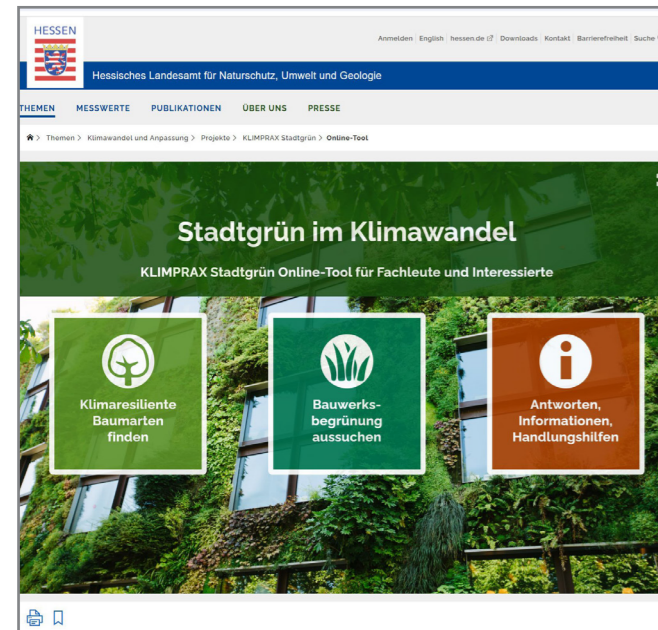 HESSEN
Anmelden English hessen.de Downloads Kontakt Barrierefreiheit Suche
Hessisches Landesamt für Naturschutz, Umwelt und Geologie
THEMEN MESSWERTE PUBLIKATIONEN ÜBER UNS PRESSE
> Themen > Klimawandel und Anpassung > Projekte > KLIMPRAX Stadtgrün > Online-Tool
Stadtgrün im Klimawandel
KLIMPRAX Stadtgrün Online-Tool für Fachleute und Interessierte
Klimaresiliente
Baumarten
finden
Bauwerks-
begrünung
aussuchen
Antworten,
Informationen,
Handlungshilfen